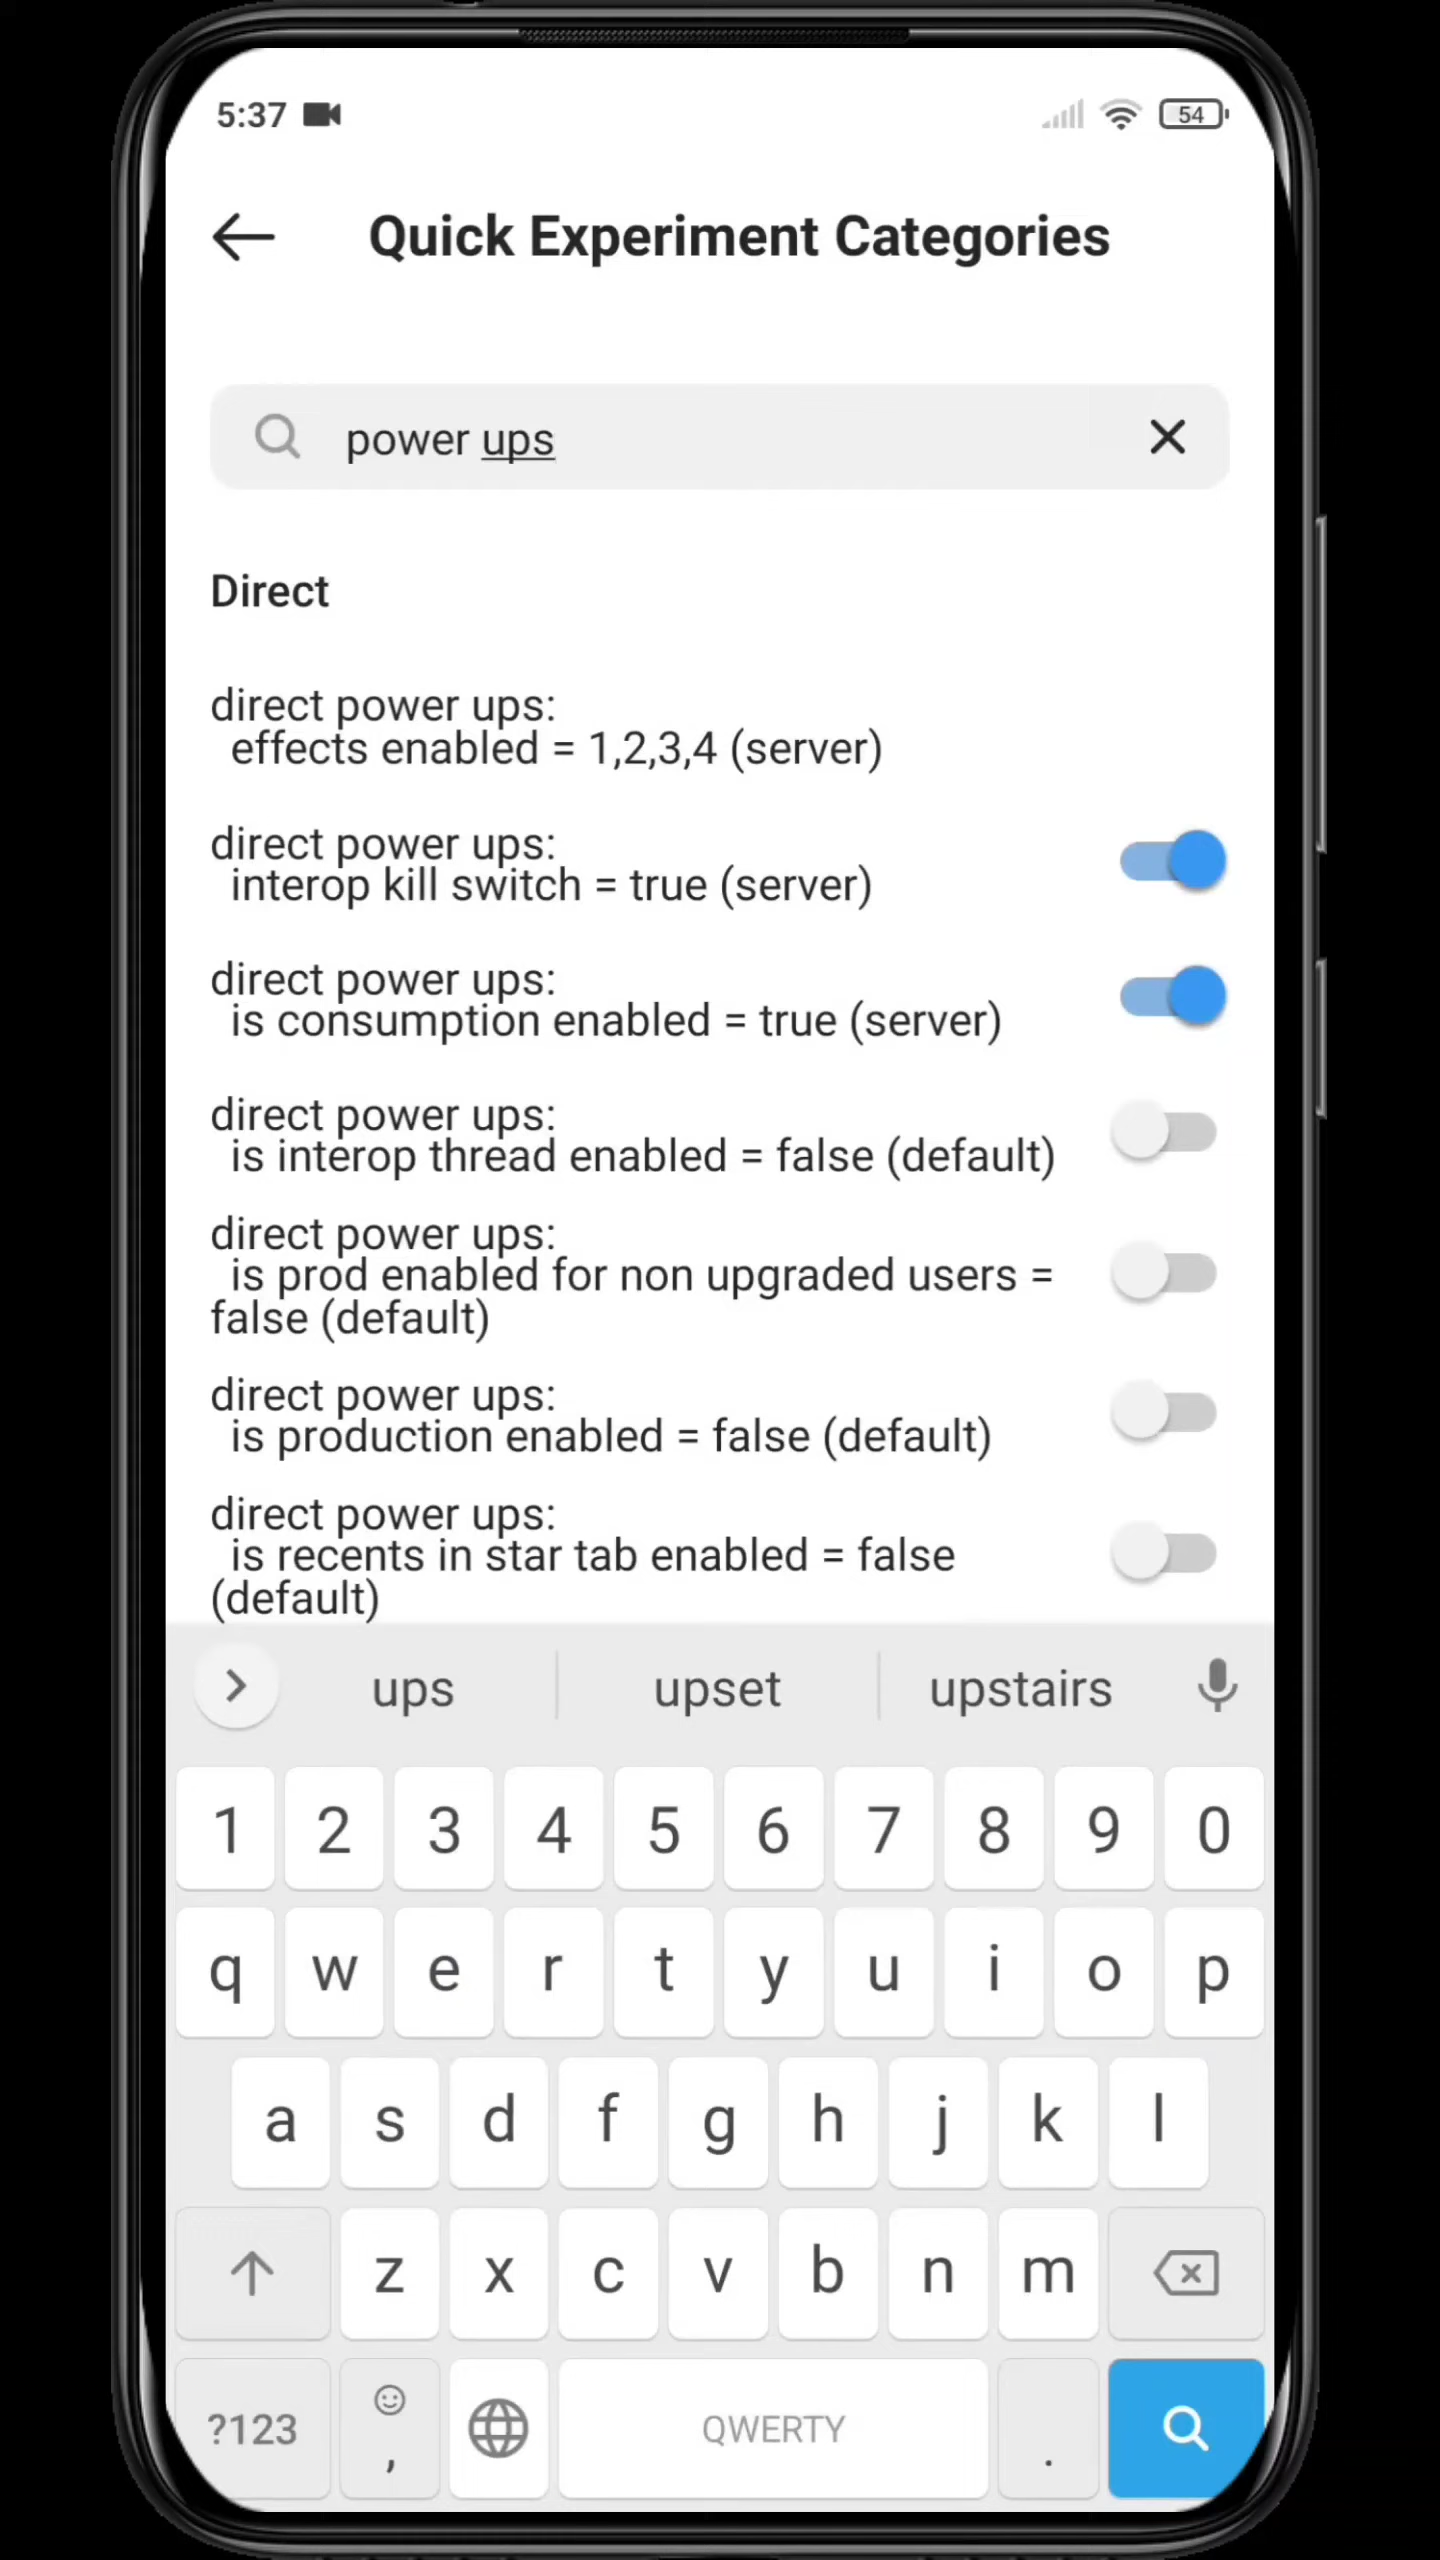 5:37
54
Quick Experiment Categories
power ups
Direct
direct power ups:
effects enabled = 1,2,3,4 (server)
direct power ups:
interop kill switch = true (server)
direct power ups:
is consumption enabled = true (server)
direct power ups:
is interop thread enabled = false (default)
direct power ups:
is prod enabled for non upgraded users =
false (default)
direct power ups:
is production enabled = false (default)
direct power ups:
is recents in star tab enabled = false
(default)
ups upset upstairs
1 2 3 4 5 6 7 8 9 0
q w e r t y u i o p
a s d f g h j k l
z x c v b n m
?123 , QWERTY .